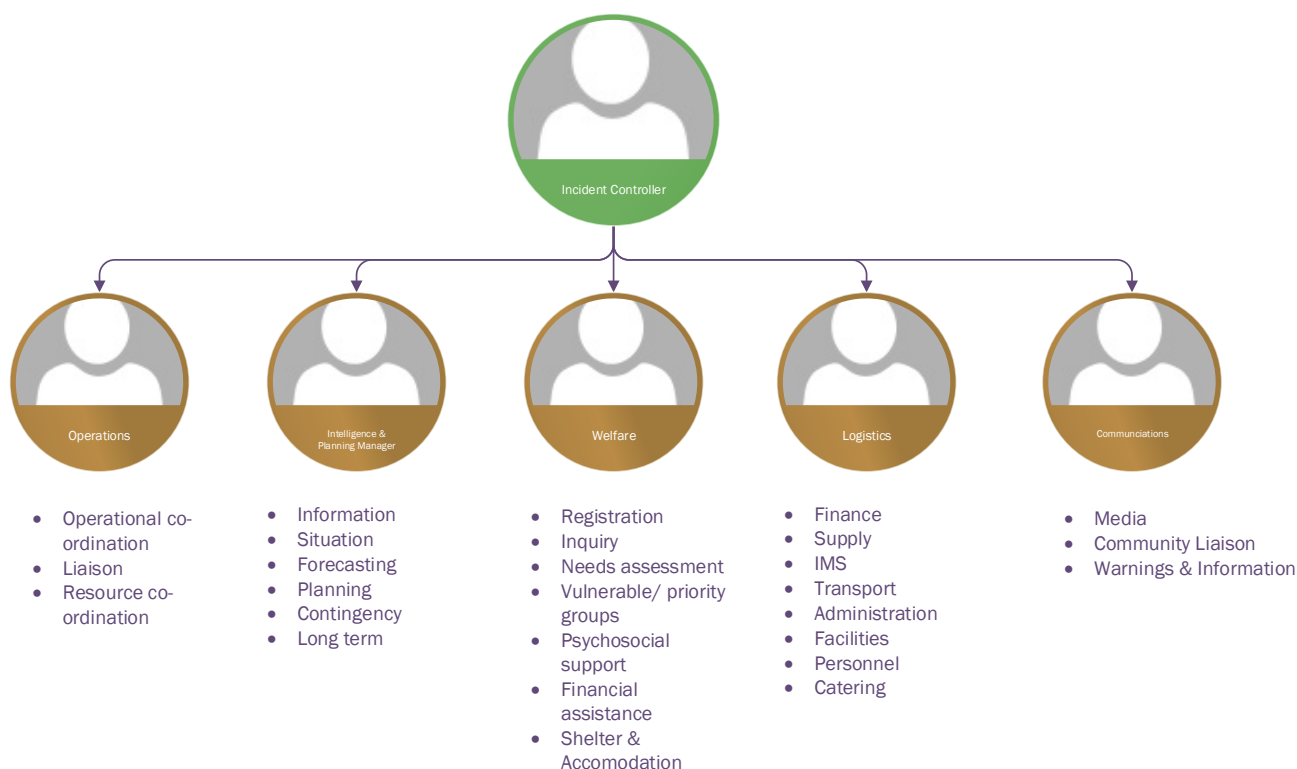 Incident Controller
Operations
Intelligence &
Planning Manager
Welfare
Logistics
Communciations
• Operational co-
ordination
• Liaison
• Resource co-
ordination
• Information
• Situation
• Forecasting
• Planning
• Contingency
• Long term
• Registration
• Inquiry
• Needs assessment
• Vulnerable/ priority
groups
• Psychosocial
support
• Financial
assistance
• Shelter &
Accomodation
• Finance
• Supply
• IMS
• Transport
• Administration
• Facilities
• Personnel
• Catering
• Media
• Community Liaison
• Warnings & Information